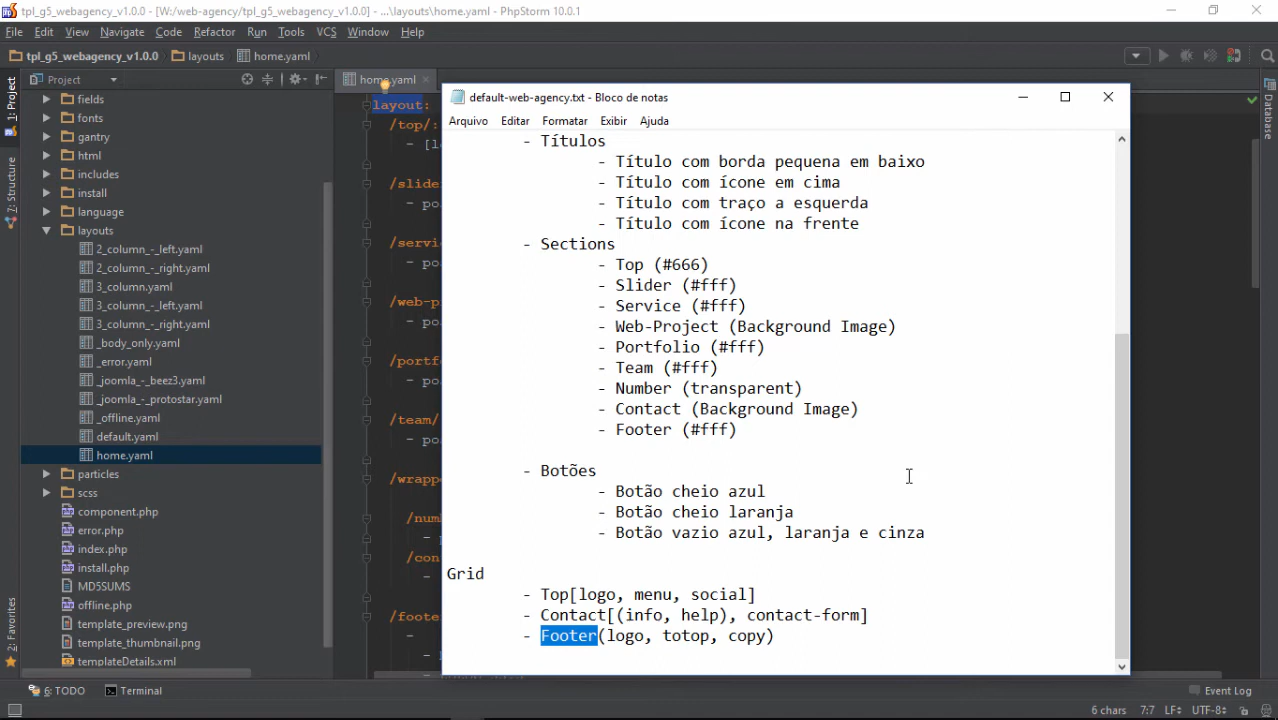 tpl_g5_webagency_v1.0.0 - [W:/web-agency/tpl_g5_webagency_v1.0.0] - ...\layouts\home.yaml - PhpStorm 10.0.1
File Edit View Navigate Code Refactor Run Tools VCS Window Help
tpl_g5_webagency_v1.0.0 layouts home.yaml
1: Project
7: Structure
2: Favorites
Project
fields
fonts
gantry
html
includes
install
language
layouts
2_column_-_left.yaml
2_column_-_right.yaml
3_column.yaml
3_column_-_left.yaml
3_column_-_right.yaml
_body_only.yaml
_error.yaml
_joomla_-_beez3.yaml
_joomla_-_protostar.yaml
_offline.yaml
default.yaml
home.yaml
particles
scss
component.php
error.php
index.php
install.php
MD5SUMS
offline.php
template_preview.png
template_thumbnail.png
templateDetails.xml
home.yaml
layout:
/top/:
- [l
/slide
- po
/servi
- po
/web-p
- po
/portf
- po
/team/
- po
/wrapp
/num
- p
/con
-
/foote
-
default-web-agency.txt - Bloco de notas
Arquivo Editar Formatar Exibir Ajuda
- Títulos
- Título com borda pequena em baixo
- Título com ícone em cima
- Título com traço a esquerda
- Título com ícone na frente
- Sections
- Top (#666)
- Slider (#fff)
- Service (#fff)
- Web-Project (Background Image)
- Portfolio (#fff)
- Team (#fff)
- Number (transparent)
- Contact (Background Image)
- Footer (#fff)
- Botões
- Botão cheio azul
- Botão cheio laranja
- Botão vazio azul, laranja e cinza
Grid
- Top[logo, menu, social]
- Contact[(info, help), contact-form]
- Footer(logo, totop, copy)
Database
6: TODO Terminal Event Log
6 chars 7:7 LF÷ UTF-8÷